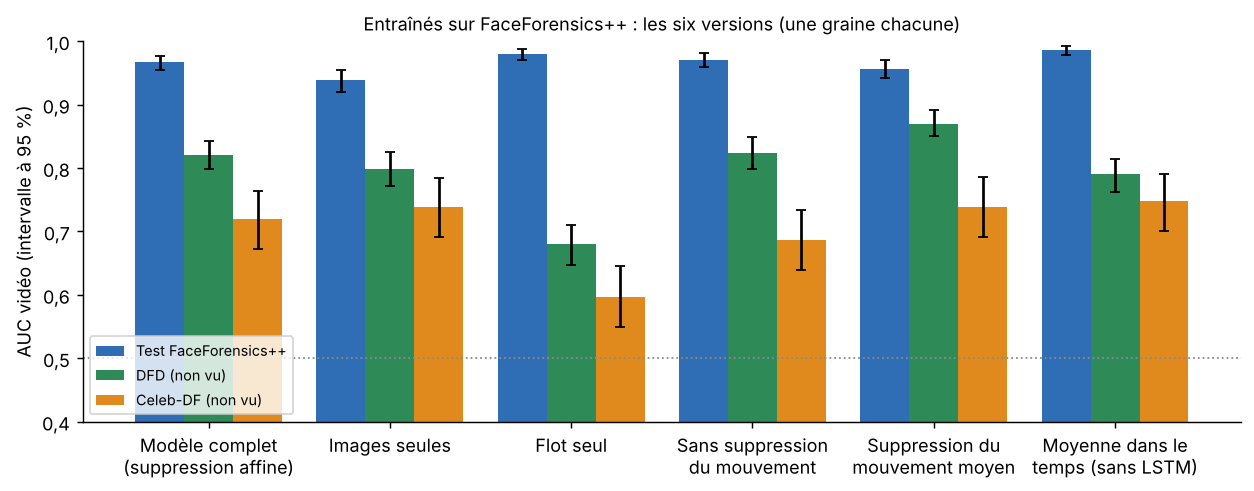 Entraînés sur FaceForensics++ : les six versions (une graine chacune)
AUC vidéo (intervalle à 95 %)
1,0
0,9
0,8
0,7
0,6
0,5
0,4
Test FaceForensics++
DFD (non vu)
Celeb-DF (non vu)
Modèle complet
(suppression affine)
Images seules
Flot seul
Sans suppression
du mouvement
Suppression du
mouvement moyen
Moyenne dans le
temps (sans LSTM)